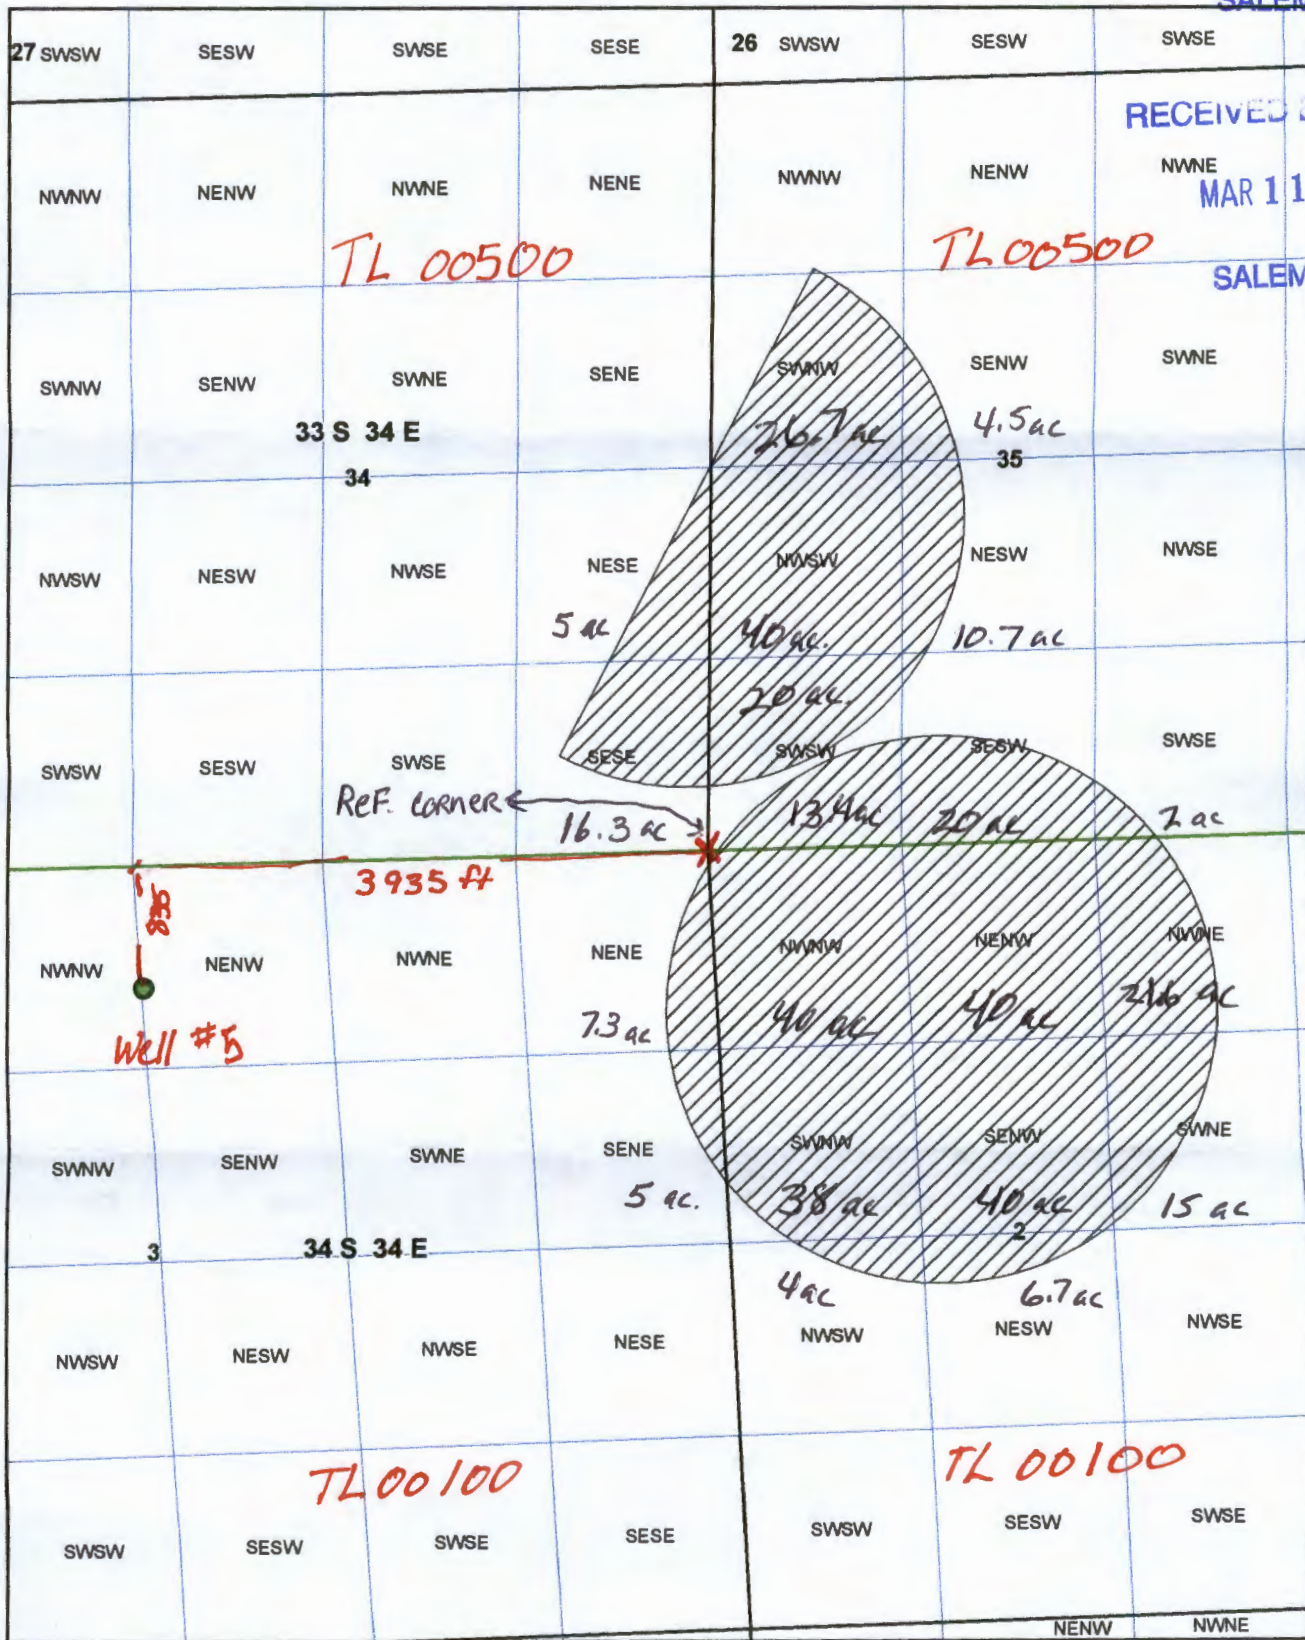 SALEM
27 SWSW SESW SWSE SESE 26 SWSW SESW SWSE
RECEIVED
NWNW NENW NWNE NENE NWNW NENW NWNE
MAR 11
TL 00500 TL 00500
SALEM
SWNW SENW SWNE SENE SWNW SENW SWNE
26.7 ac 4.5 ac
33 S 34 E
34 35
NWSW NESW NWSE NESE NWSW NESW NWSE
5 ac 40 ac. 10.7 ac
20 ac.
SWSW SESW SWSE SESE SWSW SESW SWSE
REF. CORNER
16.3 ac 13.4 ac 20 ac 2 ac
3935 ft
NWNW NENW NWNE NENE NWNW NENW NWNE
7.3 ac 40 ac 40 ac 21.6 ac
Well #5
SWNW SENW SWNE SENE SWNW SENW SWNE
5 ac. 38 ac 40 ac 15 ac
3 34 S 34 E 2
4 ac 6.7 ac
NWSW NESW NWSE NESE NWSW NESW NWSE
TL 00100 TL 00100
SWSW SESW SWSE SESE SWSW SESW SWSE
NENW NWNE